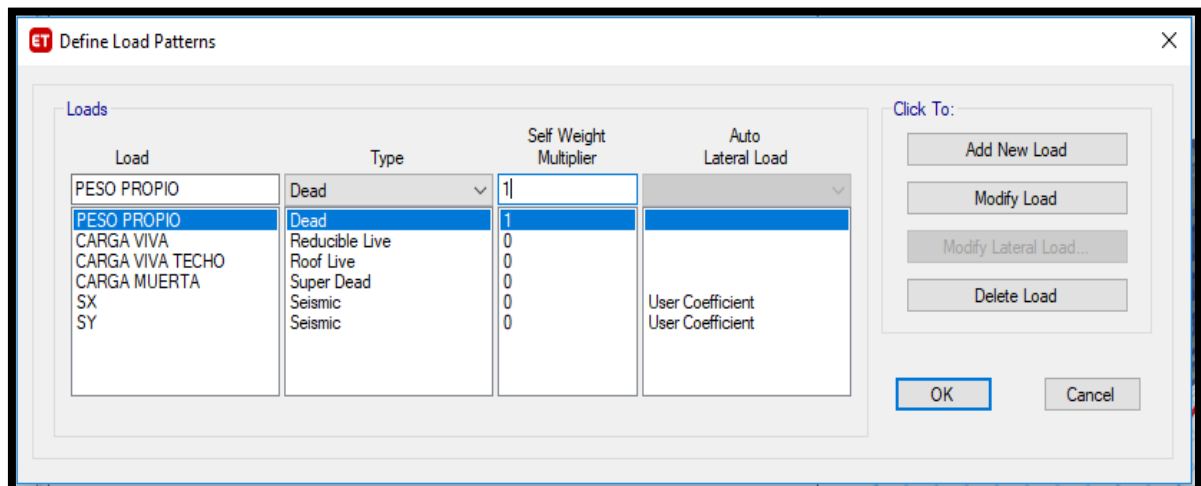 ET Define Load Patterns
Loads
Click To:
Load Type Self Weight Multiplier Auto Lateral Load
PESO PROPIO Dead 1
PESO PROPIO Dead 1
CARGA VIVA Reducible Live 0
CARGA VIVA TECHO Roof Live 0
CARGA MUERTA Super Dead 0
SX Seismic 0 User Coefficient
SY Seismic 0 User Coefficient
Add New Load
Modify Load
Modify Lateral Load...
Delete Load
OK Cancel